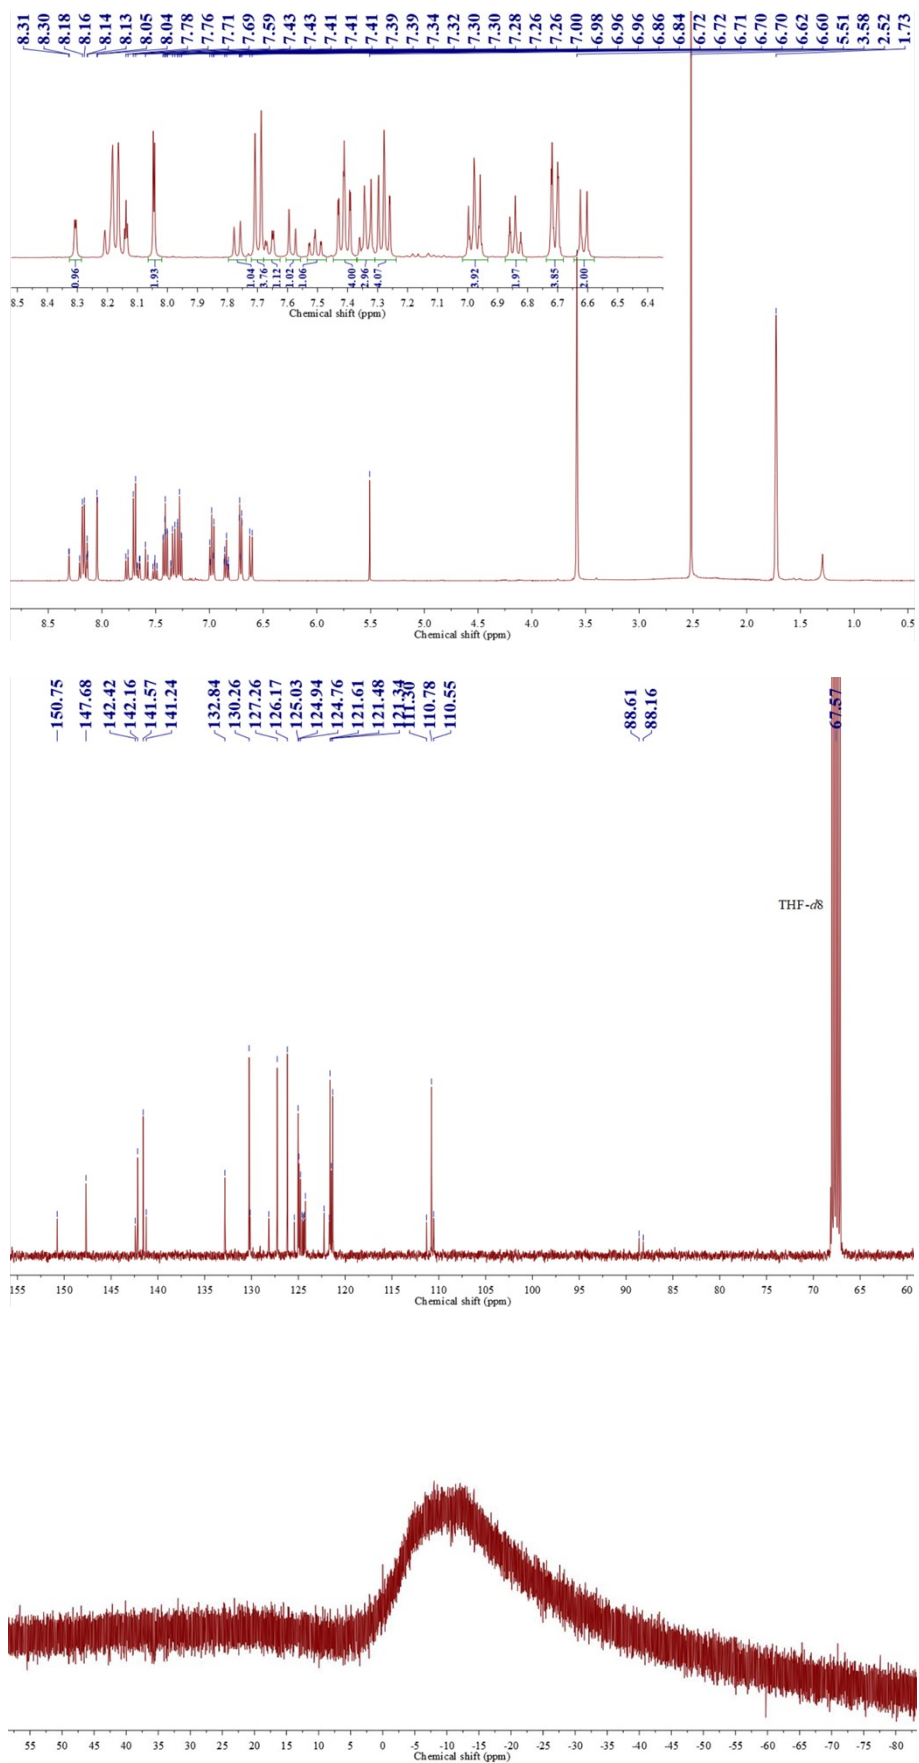 8.31 8.30 8.18 8.16 8.14 8.13 8.05 8.04 7.78 7.76 7.71 7.69 7.59 7.43 7.43 7.41 7.41 7.41 7.39 7.39 7.34 7.32 7.30 7.30 7.28 7.26 7.26 7.00 6.98 6.96 6.96 6.86 6.84 6.72 6.72 6.71 6.70 6.70 6.62 6.60 5.51 3.58 2.52 1.73
0.96 1.93 1.04 3.76 1.12 1.02 1.06 4.00 2.96 4.07 3.92 1.97 3.85 2.00
8.5 8.4 8.3 8.2 8.1 8.0 7.9 7.8 7.7 7.6 7.5 7.4 7.3 7.2 7.1 7.0 6.9 6.8 6.7 6.6 6.5 6.4
Chemical shift (ppm)
8.5 8.0 7.5 7.0 6.5 6.0 5.5 5.0 4.5 4.0 3.5 3.0 2.5 2.0 1.5 1.0 0.5
Chemical shift (ppm)
150.75 147.68 142.42 142.16 141.57 141.24 132.84 130.26 127.26 126.17 125.03 124.94 124.76 121.61 121.48 121.34 111.30 110.78 110.55 88.61 88.16 67.57
THF-d8
155 150 145 140 135 130 125 120 115 110 105 100 95 90 85 80 75 70 65 60
Chemical shift (ppm)
55 50 45 40 35 30 25 20 15 10 5 0 -5 -10 -15 -20 -25 -30 -35 -40 -45 -50 -55 -60 -65 -70 -75 -80
Chemical shift (ppm)